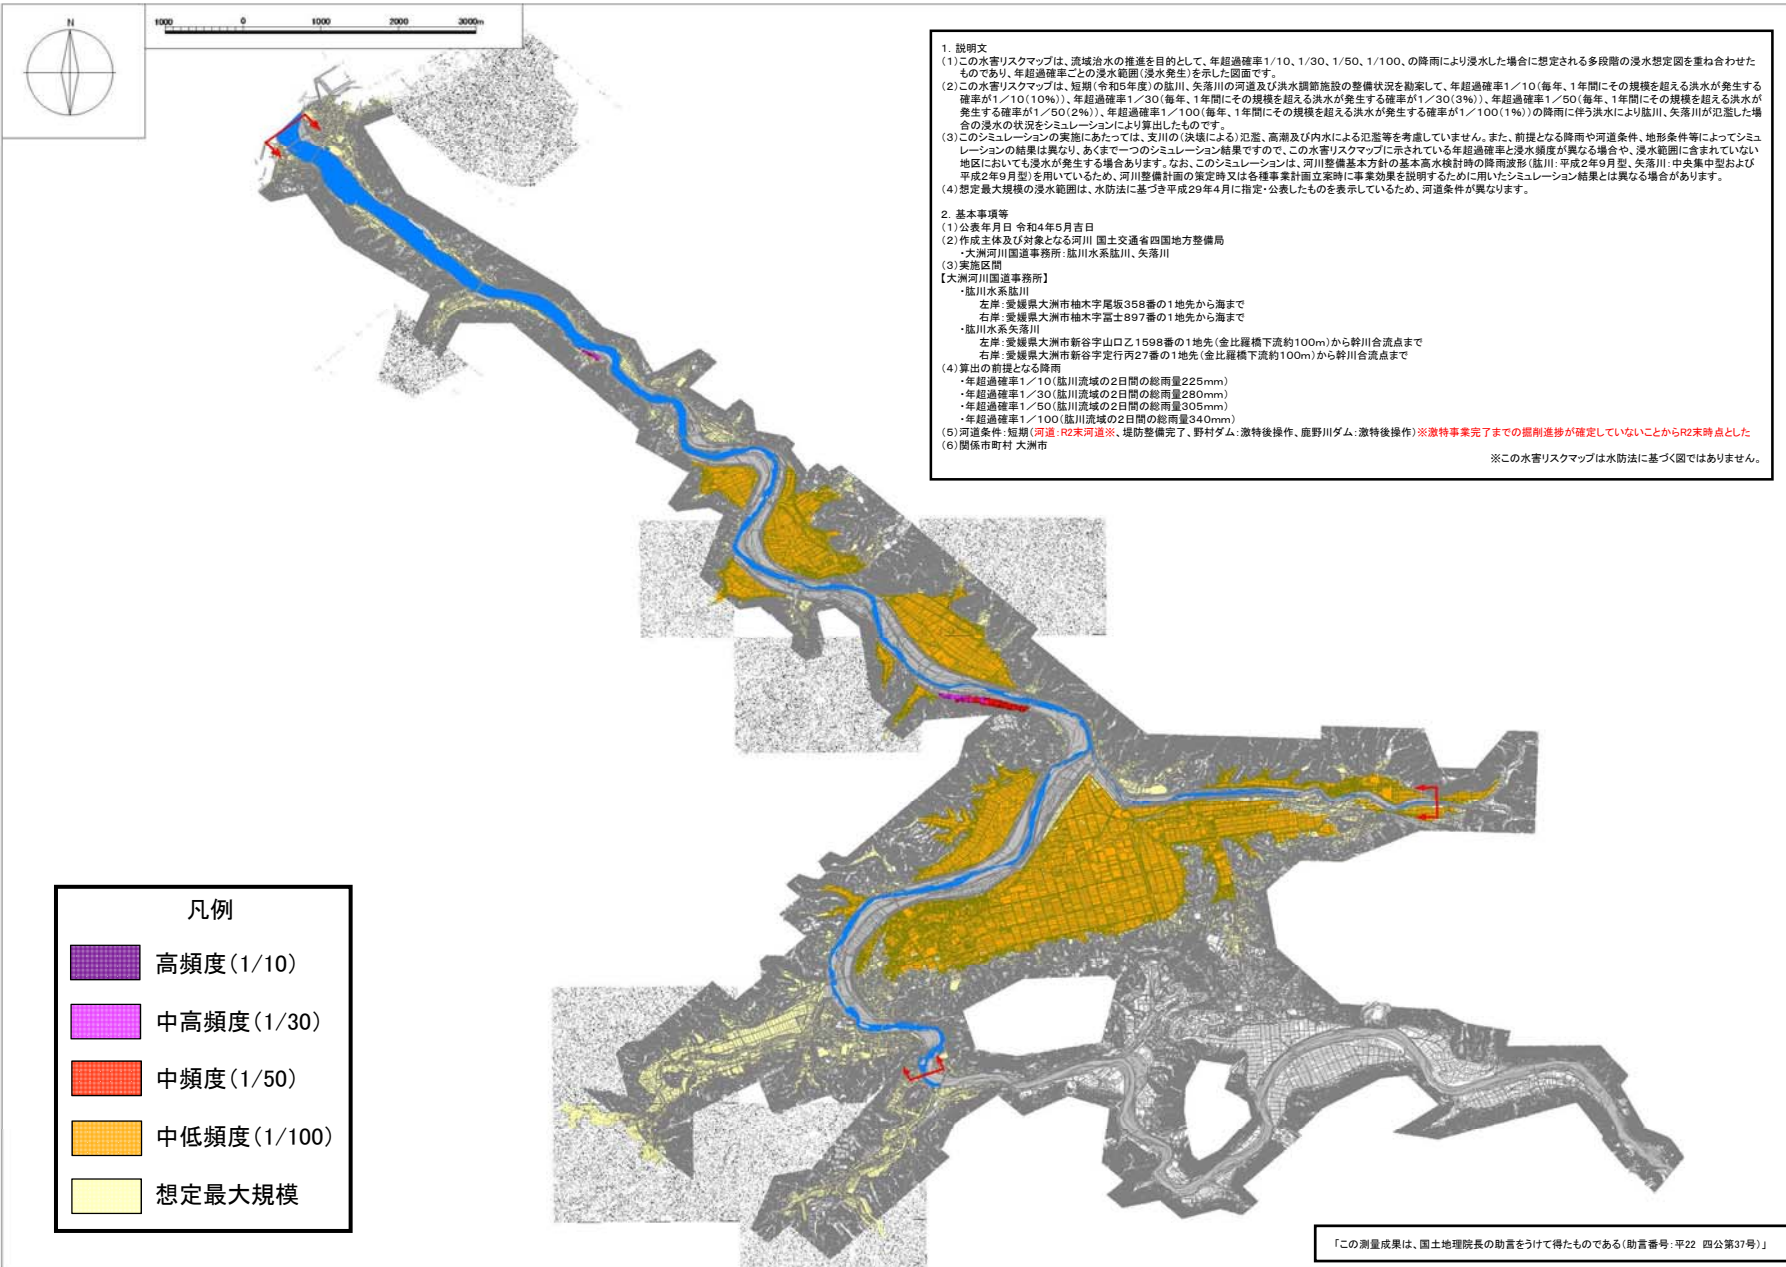 N
1000 0 1000 2000 3000m
1. 説明文
(1)この水害リスクマップは、流域治水の推進を目的として、年超過確率1/10、1/30、1/50、1/100、の降雨により浸水した場合に想定される多段階の浸水想定図を重ね合わせた
ものであり、年超過確率ごとの浸水範囲(浸水発生)を示した図面です。
(2)この水害リスクマップは、短期(令和5年度)の肱川、矢落川の河道及び洪水調節施設の整備状況を勘案して、年超過確率1/10(毎年、1年間にその規模を超える洪水が発生する
確率が1/10(10%))、年超過確率1/30(毎年、1年間にその規模を超える洪水が発生する確率が1/30(3%))、年超過確率1/50(毎年、1年間にその規模を超える洪水が
発生する確率が1/50(2%))、年超過確率1/100(毎年、1年間にその規模を超える洪水が発生する確率が1/100(1%))の降雨に伴う洪水により肱川、矢落川が氾濫した場
合の浸水の状況をシミュレーションにより算出したものです。
(3)このシミュレーションの実施にあたっては、支川の(決壊による)氾濫、高潮及び内水による氾濫等を考慮していません。また、前提となる降雨や河道条件、地形条件等によってシミュ
レーションの結果は異なり、あくまで一つのシミュレーション結果ですので、この水害リスクマップに示されている年超過確率と浸水頻度が異なる場合や、浸水範囲に含まれていない
地区においても浸水が発生する場合あります。なお、このシミュレーションは、河川整備基本方針の基本高水検討時の降雨波形(肱川:平成2年9月型、矢落川:中央集中型および
平成2年9月型)を用いているため、河川整備計画の策定時又は各種事業計画立案時に事業効果を説明するために用いたシミュレーション結果とは異なる場合があります。
(4)想定最大規模の浸水範囲は、水防法に基づき平成29年4月に指定・公表したものを表示しているため、河道条件が異なります。
2. 基本事項等
(1)公表年月日 令和4年5月吉日
(2)作成主体及び対象となる河川 国土交通省四国地方整備局
・大洲河川国道事務所:肱川水系肱川、矢落川
(3)実施区間
【大洲河川国道事務所】
・肱川水系肱川
左岸:愛媛県大洲市柚木字尾坂358番の1地先から海まで
右岸:愛媛県大洲市柚木字冨士897番の1地先から海まで
・肱川水系矢落川
左岸:愛媛県大洲市新谷字山口乙1598番の1地先(金比羅橋下流約100m)から幹川合流点まで
右岸:愛媛県大洲市新谷字定行丙27番の1地先(金比羅橋下流約100m)から幹川合流点まで
(4)算出の前提となる降雨
・年超過確率1/10(肱川流域の2日間の総雨量225mm)
・年超過確率1/30(肱川流域の2日間の総雨量280mm)
・年超過確率1/50(肱川流域の2日間の総雨量305mm)
・年超過確率1/100(肱川流域の2日間の総雨量340mm)
(5)河道条件:短期(河道:R2末河道※、堤防整備完了、野村ダム:激特後操作、鹿野川ダム:激特後操作)※激特事業完了までの掘削進捗が確定していないことからR2末時点とした
(6)関係市町村 大洲市
※この水害リスクマップは水防法に基づく図ではありません。
凡例
高頻度(1/10)
中高頻度(1/30)
中頻度(1/50)
中低頻度(1/100)
想定最大規模
「この測量成果は、国土地理院長の助言をうけて得たものである(助言番号:平22 四公第37号)」